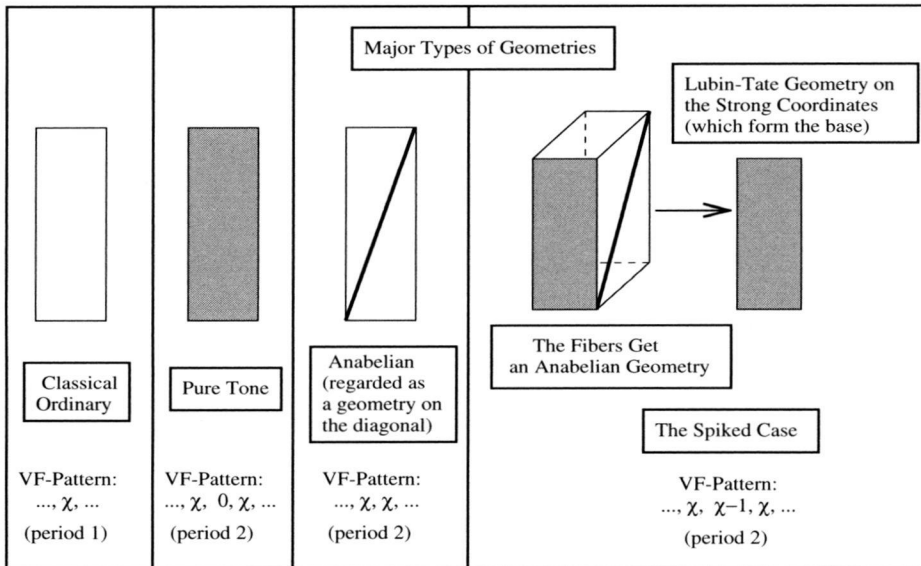 Major Types of Geometries
Classical
Ordinary
VF-Pattern:
..., χ, ...
(period 1)
Pure Tone
VF-Pattern:
..., χ, 0, χ, ...
(period 2)
Anabelian
(regarded as
a geometry on
the diagonal)
VF-Pattern:
..., χ, χ, ...
(period 2)
Lubin-Tate Geometry on
the Strong Coordinates
(which form the base)
The Fibers Get
an Anabelian Geometry
The Spiked Case
VF-Pattern:
..., χ, χ−1, χ, ...
(period 2)